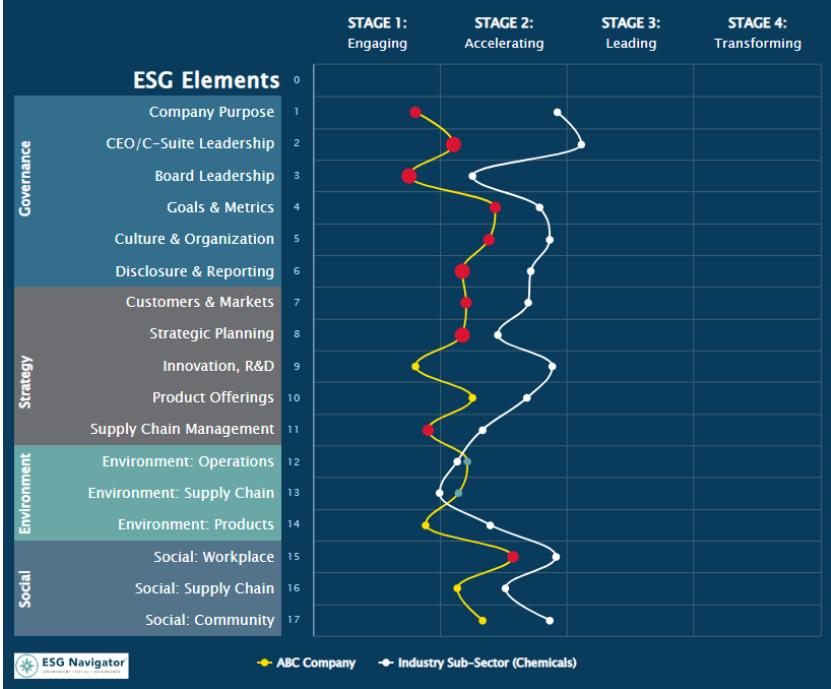 STAGE 1:
Engaging
STAGE 2:
Accelerating
STAGE 3:
Leading
STAGE 4:
Transforming
ESG Elements 0
Governance
Company Purpose 1
CEO/C-Suite Leadership 2
Board Leadership 3
Goals & Metrics 4
Culture & Organization 5
Disclosure & Reporting 6
Strategy
Customers & Markets 7
Strategic Planning 8
Innovation, R&D 9
Product Offerings 10
Supply Chain Management 11
Environment
Environment: Operations 12
Environment: Supply Chain 13
Environment: Products 14
Social
Social: Workplace 15
Social: Supply Chain 16
Social: Community 17
ESG Navigator
ABC Company
Industry Sub-Sector (Chemicals)